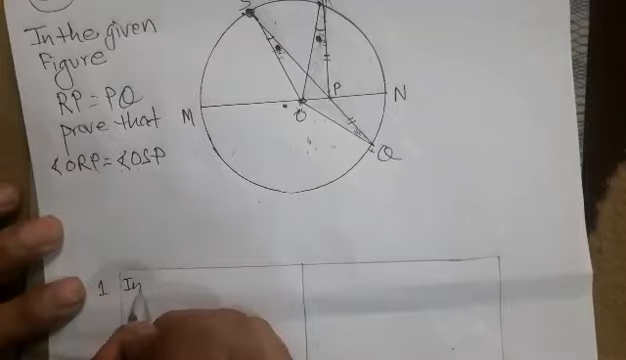 In the given
Figure
RP = PQ
prove that
∢ORP = ∢OSP
M
O
P
N
Q
1
In